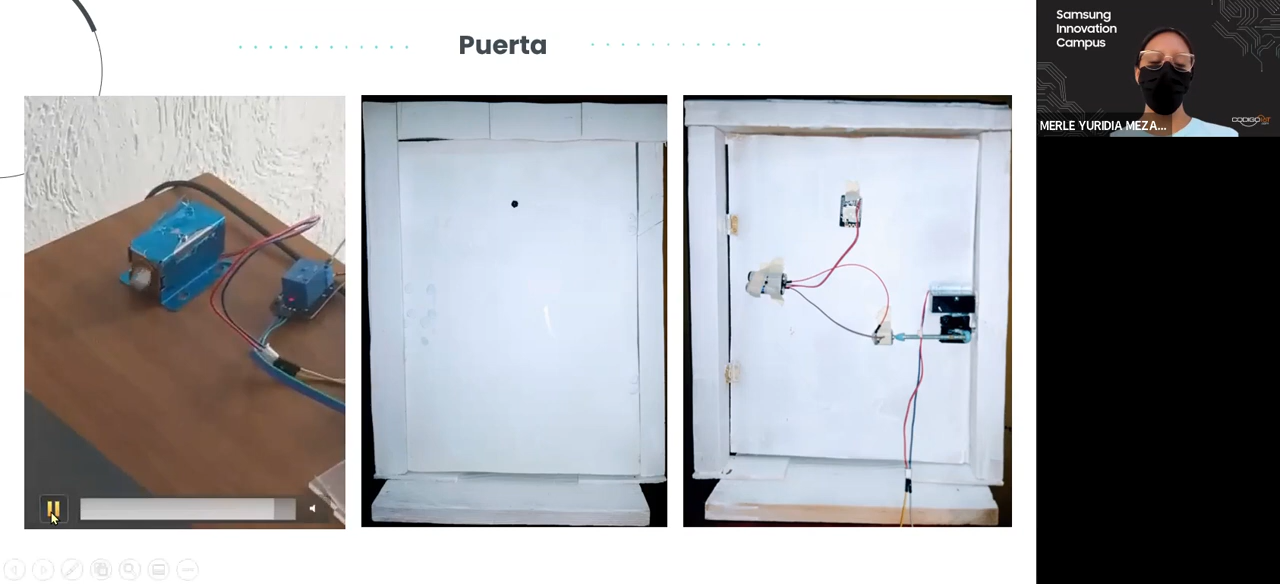 Puerta
Samsung
Innovation
Campus
MERLE YURIDIA MEZA...